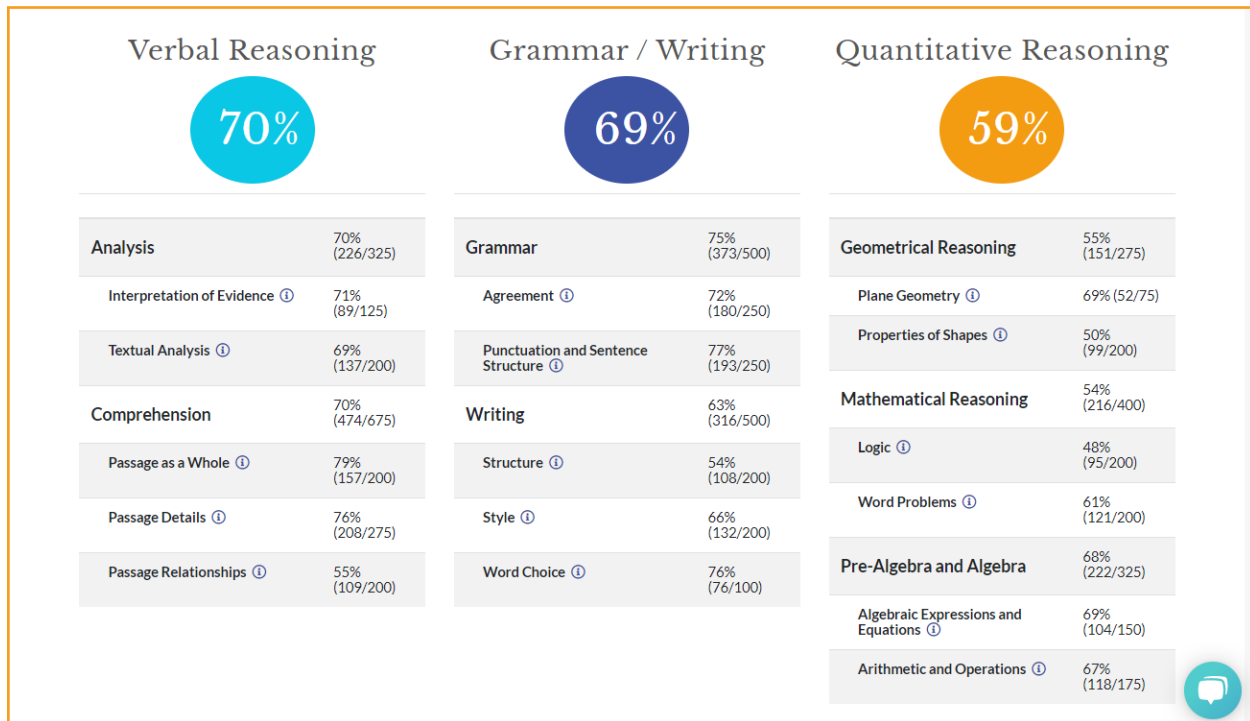 Verbal Reasoning
70%
Analysis
70%
(226/325)
Interpretation of Evidence
71%
(89/125)
Textual Analysis
69%
(137/200)
Comprehension
70%
(474/675)
Passage as a Whole
79%
(157/200)
Passage Details
76%
(208/275)
Passage Relationships
55%
(109/200)
Grammar / Writing
69%
Grammar
75%
(373/500)
Agreement
72%
(180/250)
Punctuation and Sentence
Structure
77%
(193/250)
Writing
63%
(316/500)
Structure
54%
(108/200)
Style
66%
(132/200)
Word Choice
76%
(76/100)
Quantitative Reasoning
59%
Geometrical Reasoning
55%
(151/275)
Plane Geometry
69% (52/75)
Properties of Shapes
50%
(99/200)
Mathematical Reasoning
54%
(216/400)
Logic
48%
(95/200)
Word Problems
61%
(121/200)
Pre-Algebra and Algebra
68%
(222/325)
Algebraic Expressions and
Equations
69%
(104/150)
Arithmetic and Operations
67%
(118/175)